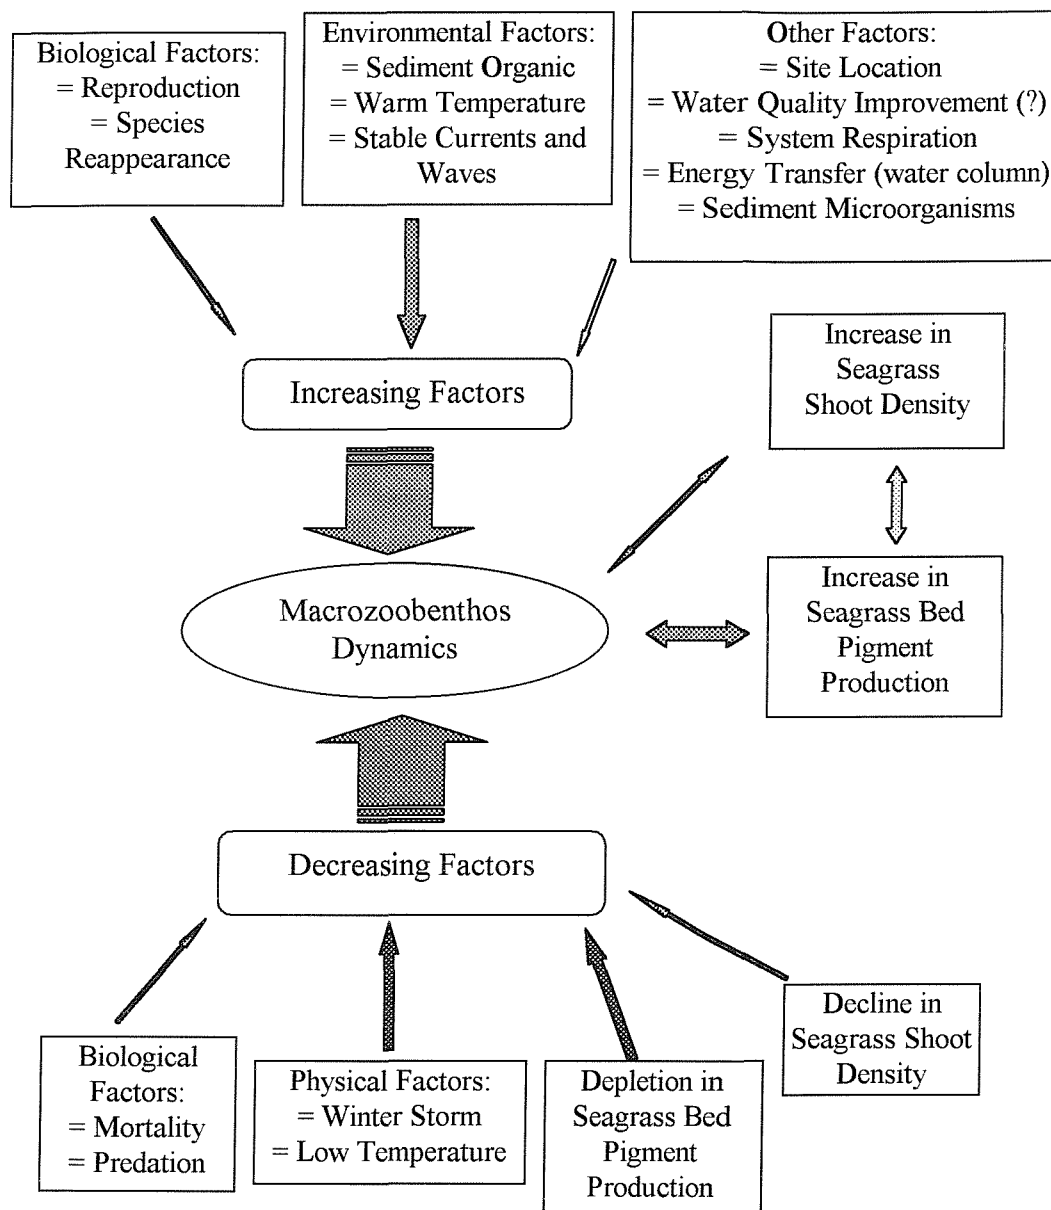 Biological Factors:
= Reproduction
= Species
Reappearance
Environmental Factors:
= Sediment Organic
= Warm Temperature
= Stable Currents and
Waves
Other Factors:
= Site Location
= Water Quality Improvement (?)
= System Respiration
= Energy Transfer (water column)
= Sediment Microorganisms
Increasing Factors
Increase in
Seagrass
Shoot Density
Macrozoobenthos
Dynamics
Increase in
Seagrass Bed
Pigment
Production
Decreasing Factors
Biological
Factors:
= Mortality
= Predation
Physical Factors:
= Winter Storm
= Low Temperature
Depletion in
Seagrass Bed
Pigment
Production
Decline in
Seagrass Shoot
Density